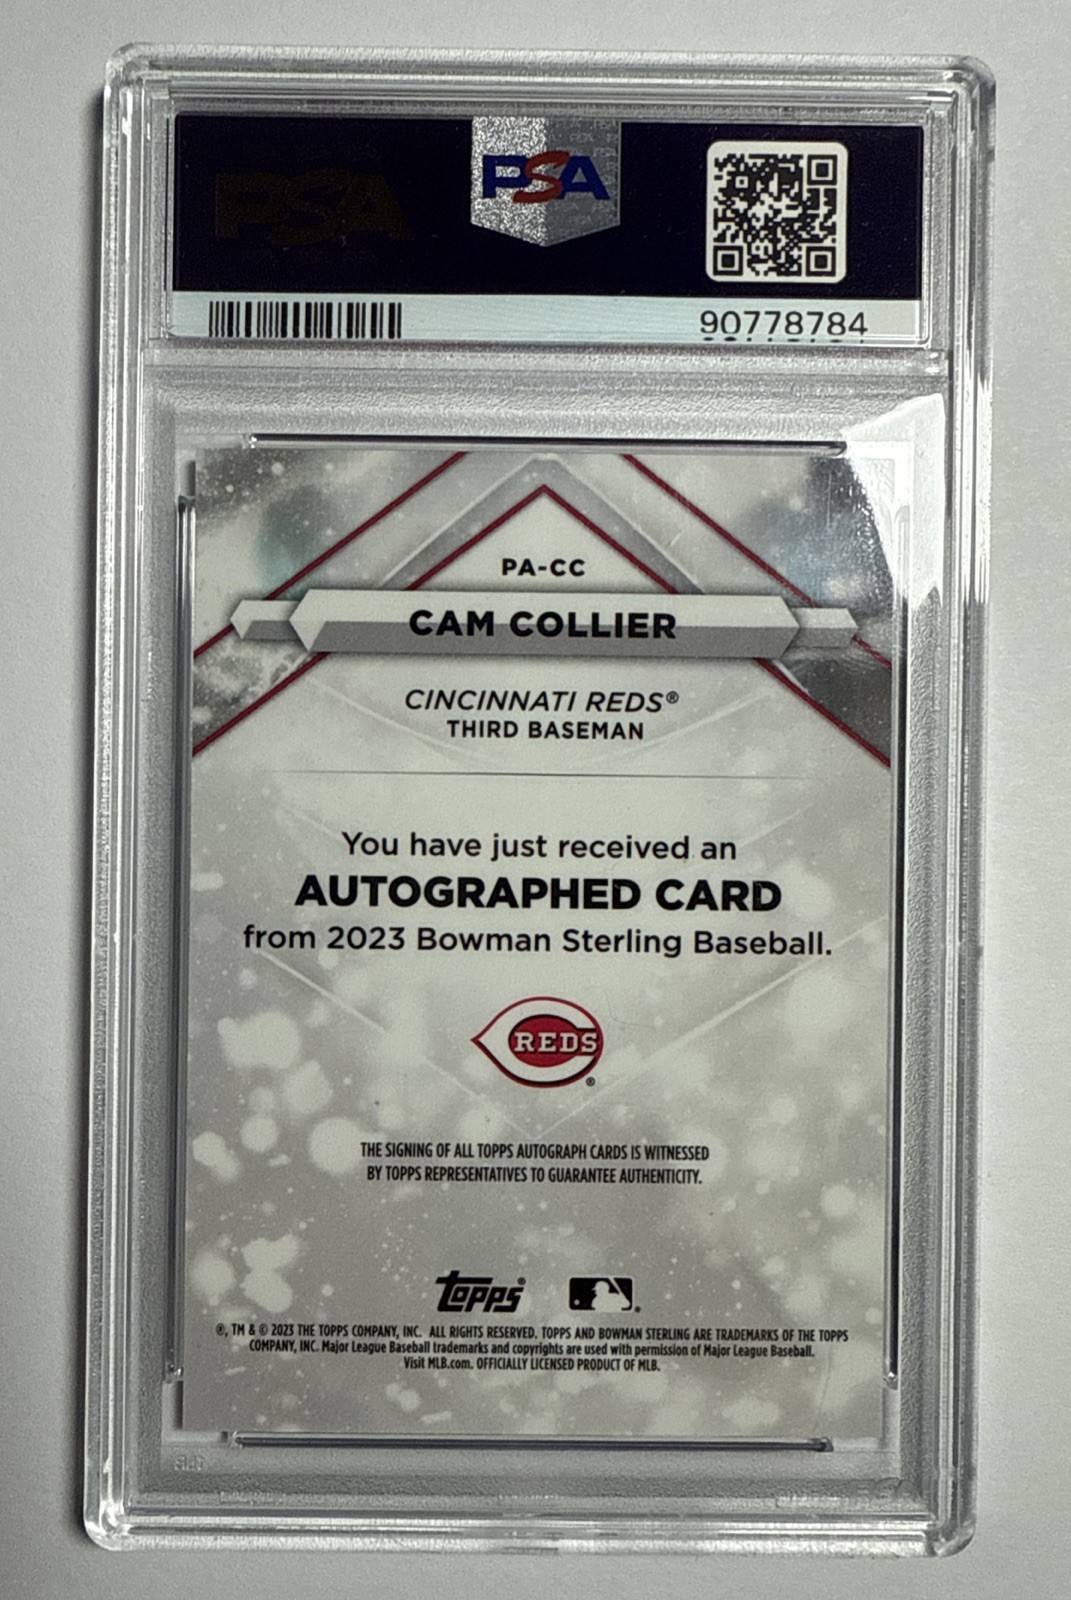 PSA
PSA
90778784
PA-CC
CAM COLLIER
CINCINNATI REDS®
THIRD BASEMAN
You have just received an
AUTOGRAPHED CARD
from 2023 Bowman Sterling Baseball.
REDS®
THE SIGNING OF ALL TOPPS AUTOGRAPH CARDS IS WITNESSED
BY TOPPS REPRESENTATIVES TO GUARANTEE AUTHENTICITY.
topps®
®, TM & © 2023 THE TOPPS COMPANY, INC. ALL RIGHTS RESERVED. TOPPS AND BOWMAN STERLING ARE TRADEMARKS OF THE TOPPS
COMPANY, INC. Major League Baseball trademarks and copyrights are used with permission of Major League Baseball.
Visit MLB.com. OFFICIALLY LICENSED PRODUCT OF MLB.